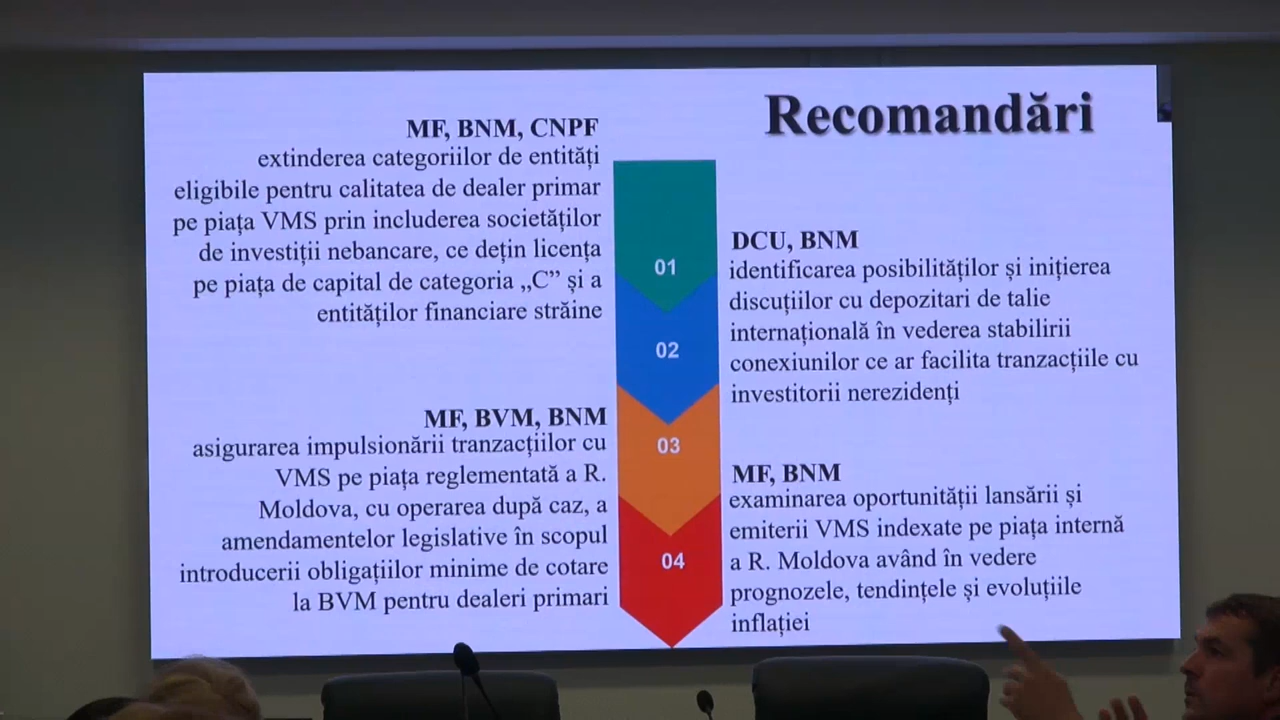 Recomandări
MF, BNM, CNPF
extinderea categoriilor de entități
eligibile pentru calitatea de dealer primar
pe piața VMS prin includerea societăților
de investiții nebancare, ce dețin licența
pe piața de capital de categoria „C” și a
entităților financiare străine
01
DCU, BNM
identificarea posibilităților și inițierea
discuțiilor cu depozitari de talie
internațională în vederea stabilirii
conexiunilor ce ar facilita tranzacțiile cu
investitorii nerezidenți
02
MF, BVM, BNM
asigurarea impulsionării tranzacțiilor cu
VMS pe piața reglementată a R.
Moldova, cu operarea după caz, a
amendamentelor legislative în scopul
introducerii obligațiilor minime de cotare
la BVM pentru dealeri primari
03
MF, BNM
examinarea oportunității lansării și
emiterii VMS indexate pe piața internă
a R. Moldova având în vedere
prognozele, tendințele și evoluțiile
inflației
04